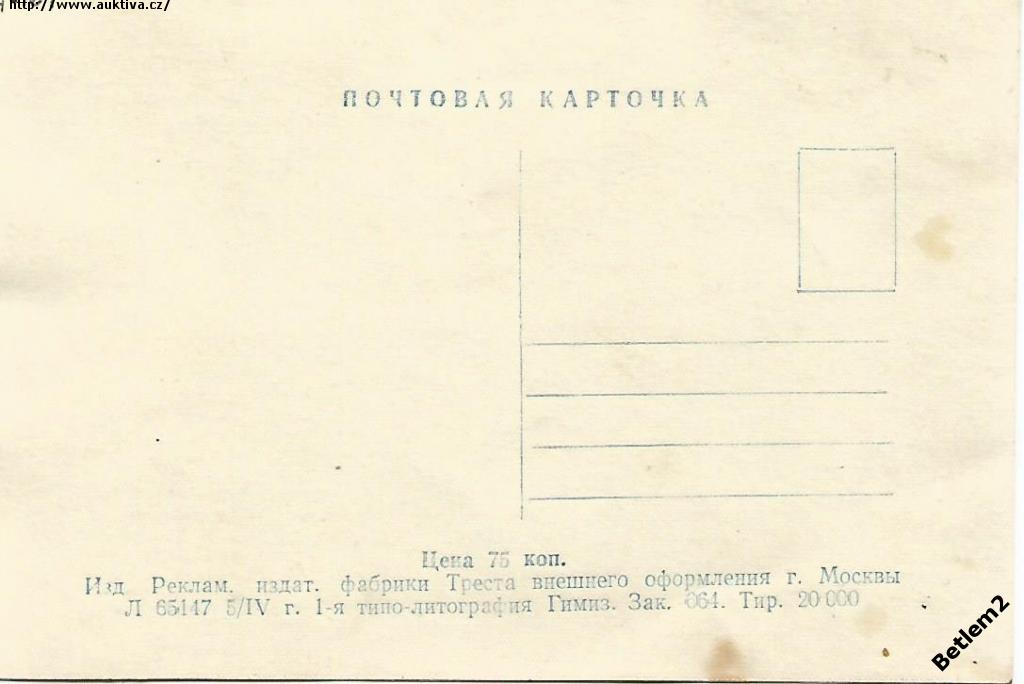 http://www.auktiva.cz/
ПОЧТОВАЯ КАРТОЧКА
Цена 75 коп.
Изд. Реклам. издат. фабрики Треста внешнего оформления г. Москвы
Л 65147 5/IV г. 1-я типо-литография Гимиз. Зак. 664. Тир. 20 000
Betlem2